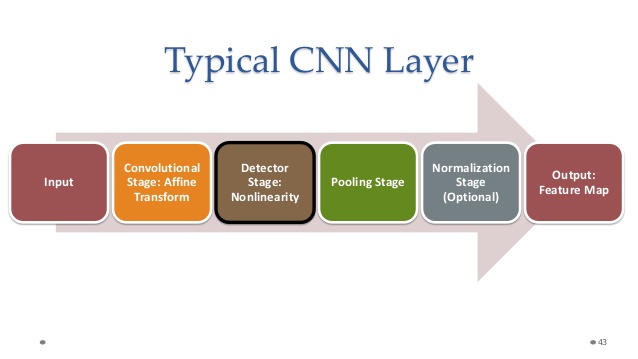 Typical CNN Layer
Input
Convolutional
Stage: Affine
Transform
Detector
Stage:
Nonlinearity
Pooling Stage
Normalization
Stage
(Optional)
Output:
Feature Map
43